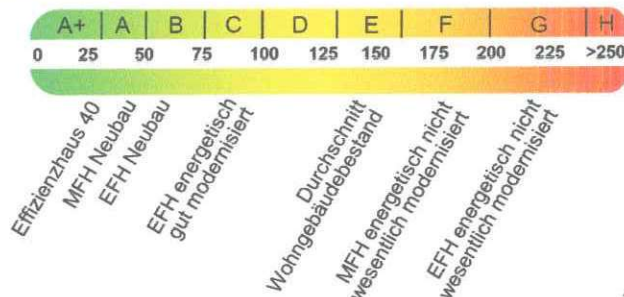 A+ A B C D E F G H
0 25 50 75 100 125 150 175 200 225 >250
Effizienzhaus 40
MFH Neubau
EFH Neubau
EFH energetisch
gut modernisiert
Durchschnitt
Wohngebäudebestand
MFH energetisch nicht
wesentlich modernisiert
EFH energetisch nicht
wesentlich modernisiert